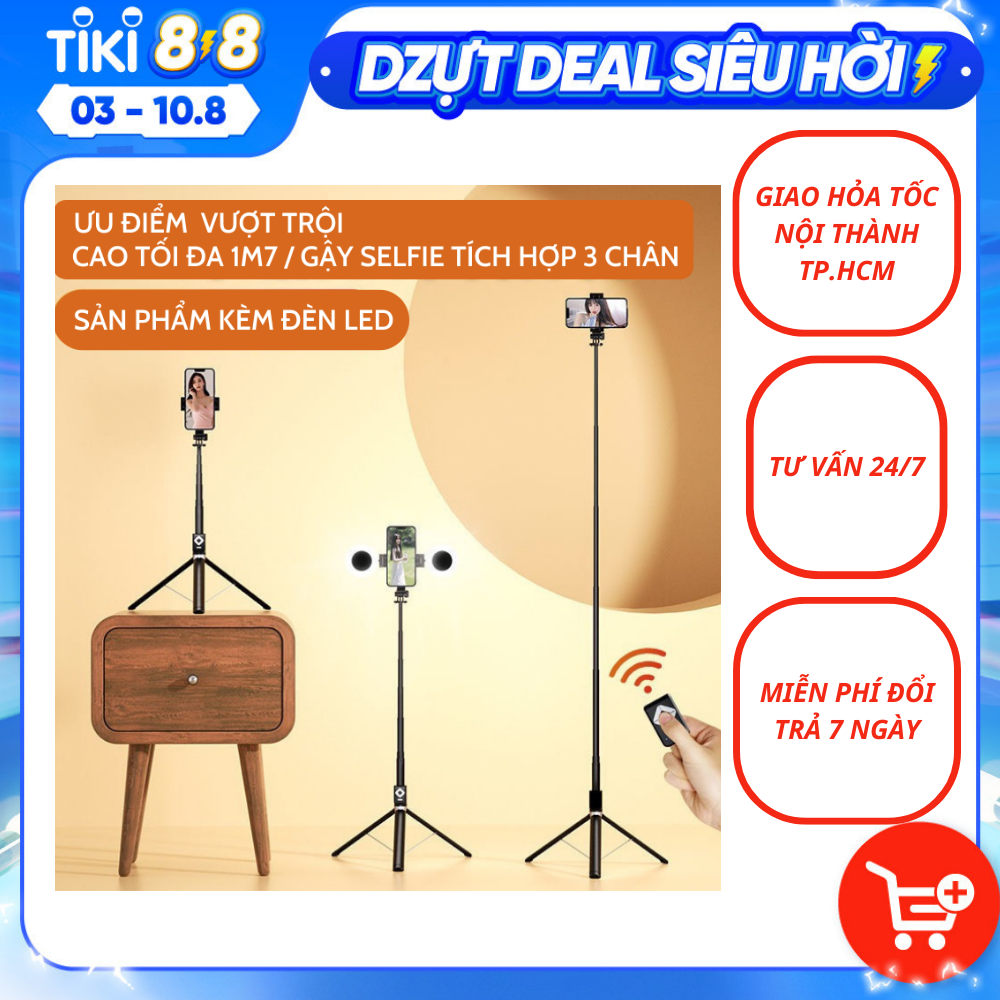 TiKi 8 8
03 - 10.8
DZỰT DEAL SIÊU HỜI
ƯU ĐIỂM VƯỢT TRỘI
CAO TỐI ĐA 1M7 / GẬY SELFIE TÍCH HỢP 3 CHÂN
SẢN PHẨM KÈM ĐÈN LED
GIAO HỎA TỐC
NỘI THÀNH
TP.HCM
TƯ VẤN 24/7
MIỄN PHÍ ĐỔI
TRẢ 7 NGÀY